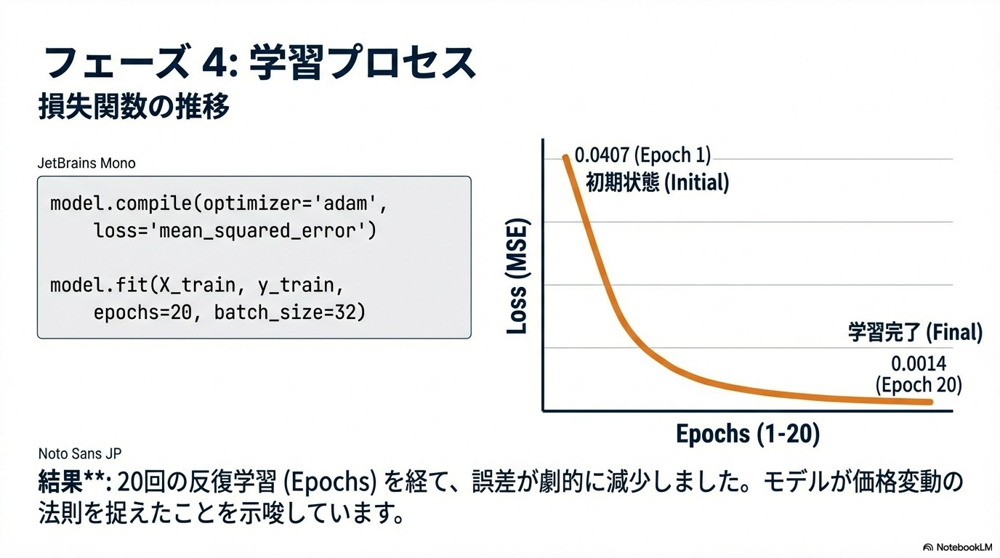 フェーズ 4: 学習プロセス
損失関数の推移
JetBrains Mono
model.compile(optimizer='adam',
    loss='mean_squared_error')
model.fit(X_train, y_train,
    epochs=20, batch_size=32)
0.0407 (Epoch 1)
初期状態 (Initial)
Loss (MSE)
学習完了 (Final)
0.0014
(Epoch 20)
Epochs (1-20)
Noto Sans JP
結果**: 20回の反復学習 (Epochs) を経て、誤差が劇的に減少しました。モデルが価格変動の
法則を捉えたことを示唆しています。
NotebookLM